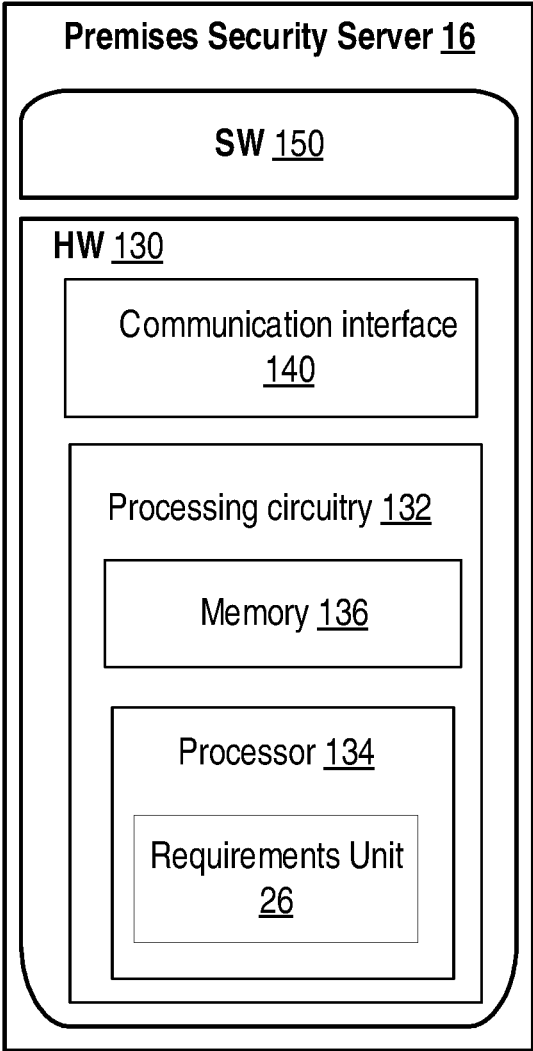 Premises Security Server 16
SW 150
HW 130
Communication interface
140
Processing circuitry 132
Memory 136
Processor 134
Requirements Unit
26